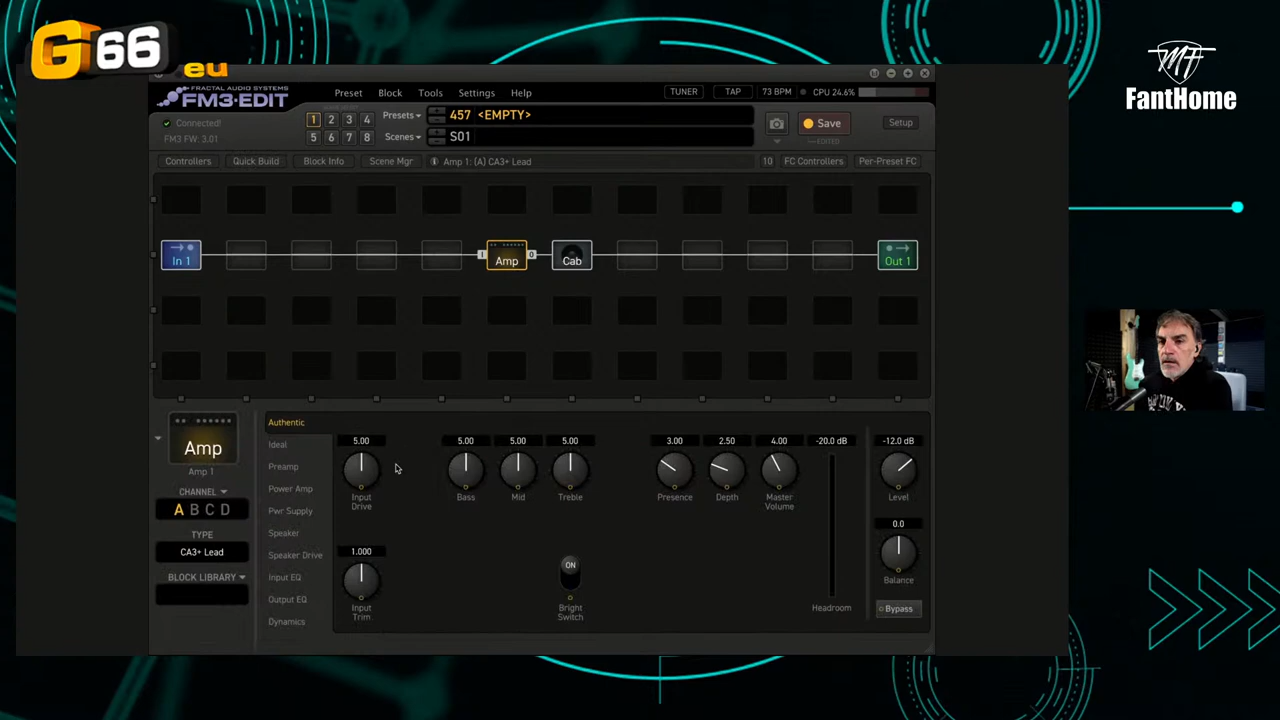 G66
eu
MF
FantHome
FRACTAL AUDIO SYSTEMS
FM3-EDIT
Preset Block Tools Settings Help
TUNER TAP 73 BPM CPU 24.6%
Connected!
FM3 FW: 3.01
1 2 3 4
5 6 7 8
Presets 457 <EMPTY>
Scenes S01
Save
EDITED
Setup
Controllers Quick Build Block Info Scene Mgr Amp 1: (A) CA3+ Lead 10 FC Controllers Per-Preset FC
In 1 I Amp O Cab Out 1
Amp
Amp 1
CHANNEL
A B C D
TYPE
CA3+ Lead
BLOCK LIBRARY
Authentic
Ideal
Preamp
Power Amp
Pwr Supply
Speaker
Speaker Drive
Input EQ
Output EQ
Dynamics
5.00 5.00 5.00 5.00 3.00 2.50 4.00 -20.0 dB -12.0 dB
Input Drive Bass Mid Treble Presence Depth Master Volume Level
1.000 ON 0.0
Input Trim Bright Switch Headroom Balance
Bypass